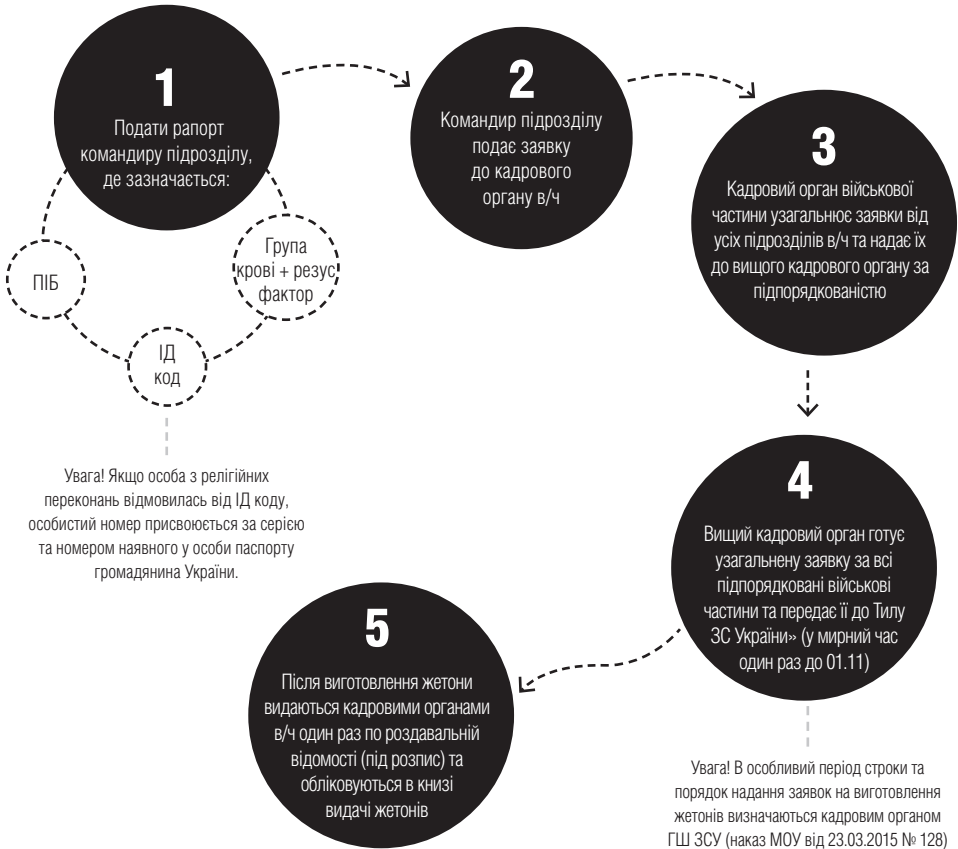 1
Подати рапорт
командиру підрозділу,
де зазначається:
ПІБ
ІД
код
Група
крові + резус
фактор
Увага! Якщо особа з релігійних
переконань відмовилась від ІД коду,
особистий номер присвоюється за серією
та номером наявного у особи паспорту
громадянина України.
2
Командир підрозділу
подає заявку
до кадрового
органу в/ч
3
Кадровий орган військової
частини узагальнює заявки від
усіх підрозділів в/ч та надає їх
до вищого кадрового органу за
підпорядкованістю
4
Вищий кадровий орган готує
узагальнену заявку за всі
підпорядковані військові
частини та передає її до Тилу
ЗС України» (у мирний час
один раз до 01.11)
Увага! В особливий період строки та
порядок надання заявок на виготовлення
жетонів визначаються кадровим органом
ГШ ЗСУ (наказ МОУ від 23.03.2015 № 128)
5
Після виготовлення жетони
видаються кадровими органами
в/ч один раз по роздавальній
відомості (під розпис) та
обліковуються в книзі
видачі жетонів